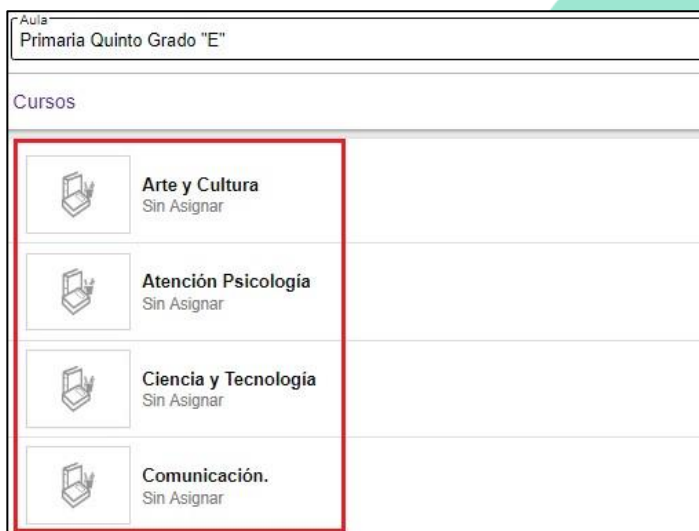 Aula
Primaria Quinto Grado "E"
Cursos
Arte y Cultura
Sin Asignar
Atención Psicología
Sin Asignar
Ciencia y Tecnología
Sin Asignar
Comunicación.
Sin Asignar